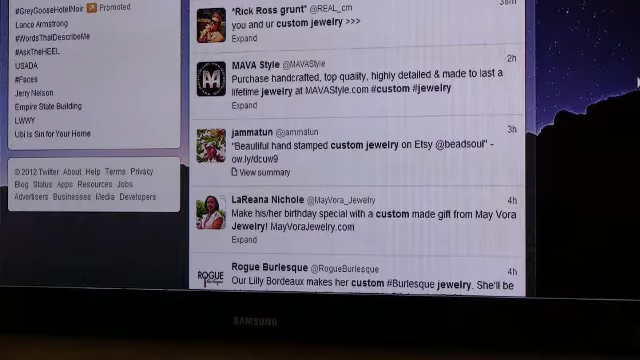 #GreyGooseHotelNoir Promoted
Lance Armstrong
#WordsThatDescribeMe
#AskTheHEEL
USADA
#Faces
Jerry Nelson
Empire State Building
LWWY
Ubi is Sin for Your Home
© 2012 Twitter About Help Terms Privacy
Blog Status Apps Resources Jobs
Advertisers Businesses Media Developers
*Rick Ross grunt* @REAL_cm 38m
you and ur custom jewelry >>>
Expand
MAVA Style @MAVAStyle 2h
Purchase handcrafted, top quality, highly detailed & made to last a
lifetime jewelry at MAVAStyle.com #custom #jewelry
Expand
jammatun @jammatun 3h
"Beautiful hand stamped custom jewelry on Etsy @beadsoul" -
ow.ly/dcuw9
View summary
LaReana Nichole @MayVora_Jewelry 4h
Make his/her birthday special with a custom made gift from May Vora
Jewelry! MayVoraJewelry.com
Expand
ROGUE
Rogue Burlesque @RogueBurlesque 4h
Our Lilly Bordeaux makes her custom #Burlesque jewelry. She'll be
SAMSUNG